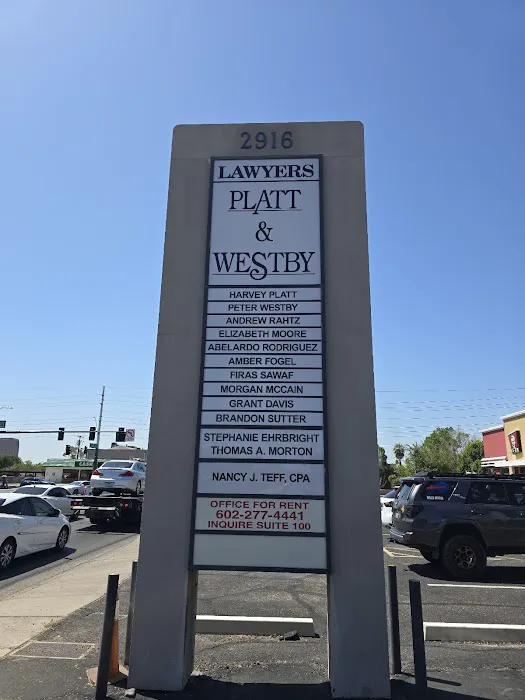 2916
LAWYERS
PLATT
&
WESTBY
HARVEY PLATT
PETER WESTBY
ANDREW RAHTZ
ELIZABETH MOORE
ABELARDO RODRIGUEZ
AMBER FOGEL
FIRAS SAWAF
MORGAN MCCAIN
GRANT DAVIS
BRANDON SUTTER
STEPHANIE EHRBRIGHT
THOMAS A. MORTON
NANCY J. TEFF, CPA
OFFICE FOR RENT
602-277-4441
INQUIRE SUITE 100